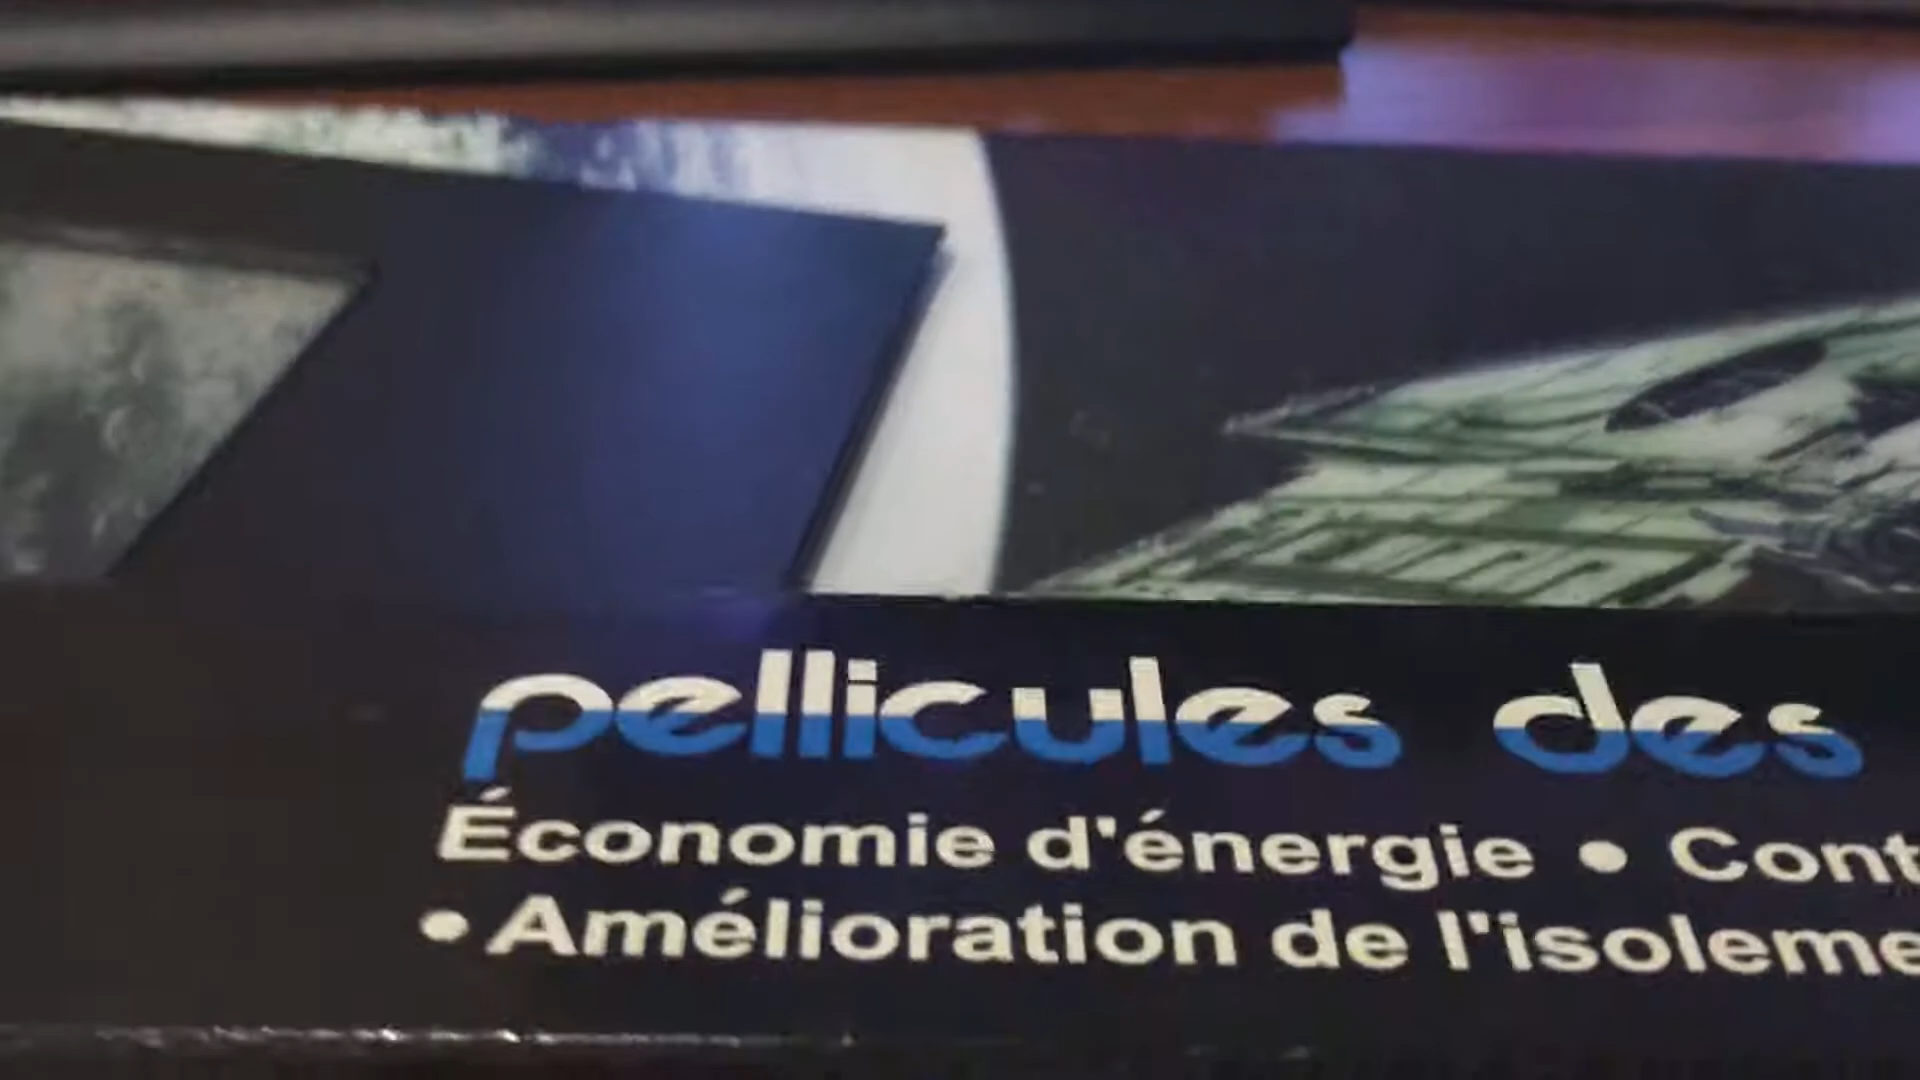 pellicules des
Économie d'énergie • Cont
• Amélioration de l'isoleme